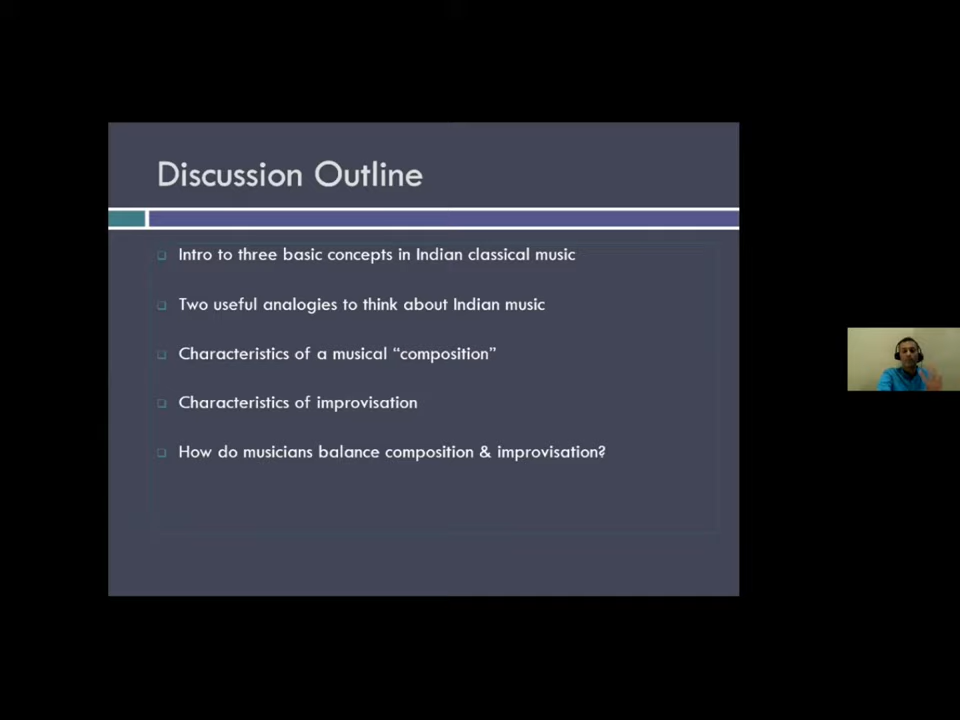 Discussion Outline
Intro to three basic concepts in Indian classical music
Two useful analogies to think about Indian music
Characteristics of a musical “composition”
Characteristics of improvisation
How do musicians balance composition & improvisation?